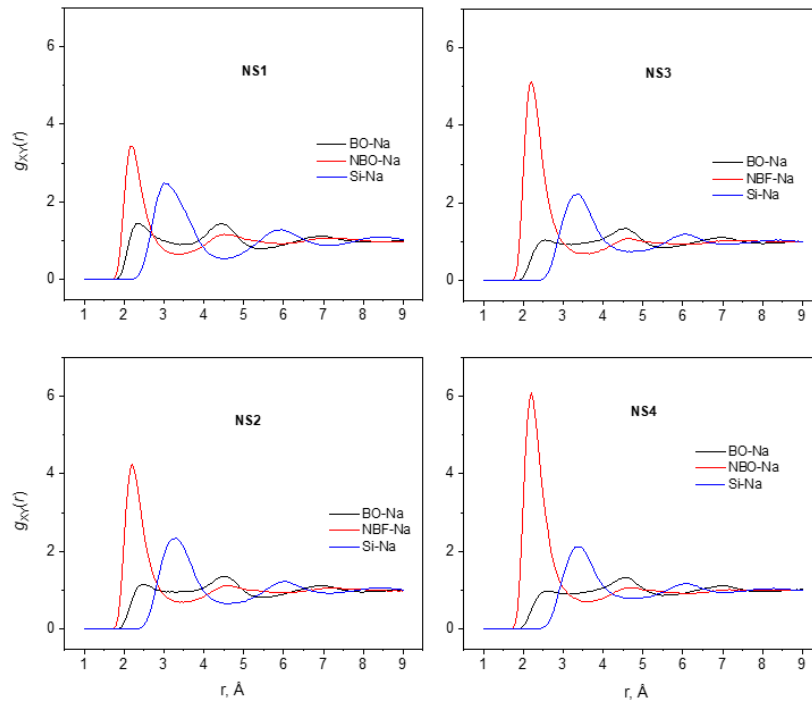 NS1
g_XY(r)
BO-Na
NBO-Na
Si-Na
6
4
2
0
1 2 3 4 5 6 7 8 9
NS3
BO-Na
NBF-Na
Si-Na
6
4
2
0
1 2 3 4 5 6 7 8 9
NS2
g_XY(r)
BO-Na
NBF-Na
Si-Na
6
4
2
0
1 2 3 4 5 6 7 8 9
r, Å
NS4
BO-Na
NBO-Na
Si-Na
6
4
2
0
1 2 3 4 5 6 7 8 9
r, Å